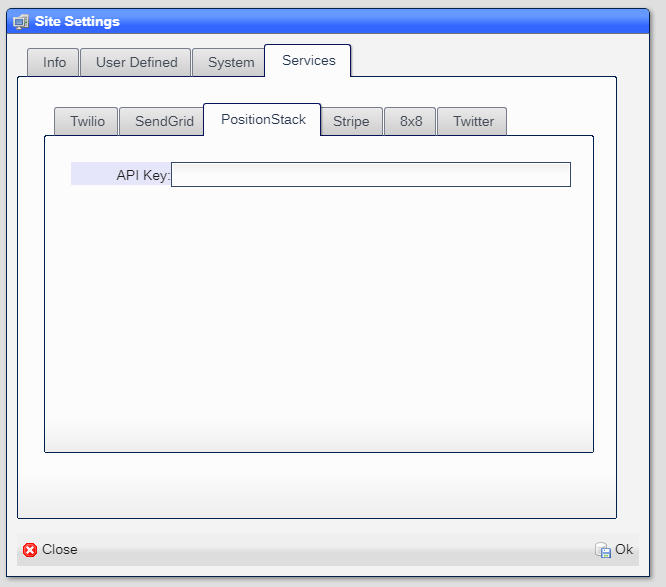 Site Settings
Info User Defined System Services
Twilio SendGrid PositionStack Stripe 8x8 Twitter
API Key:
Close Ok